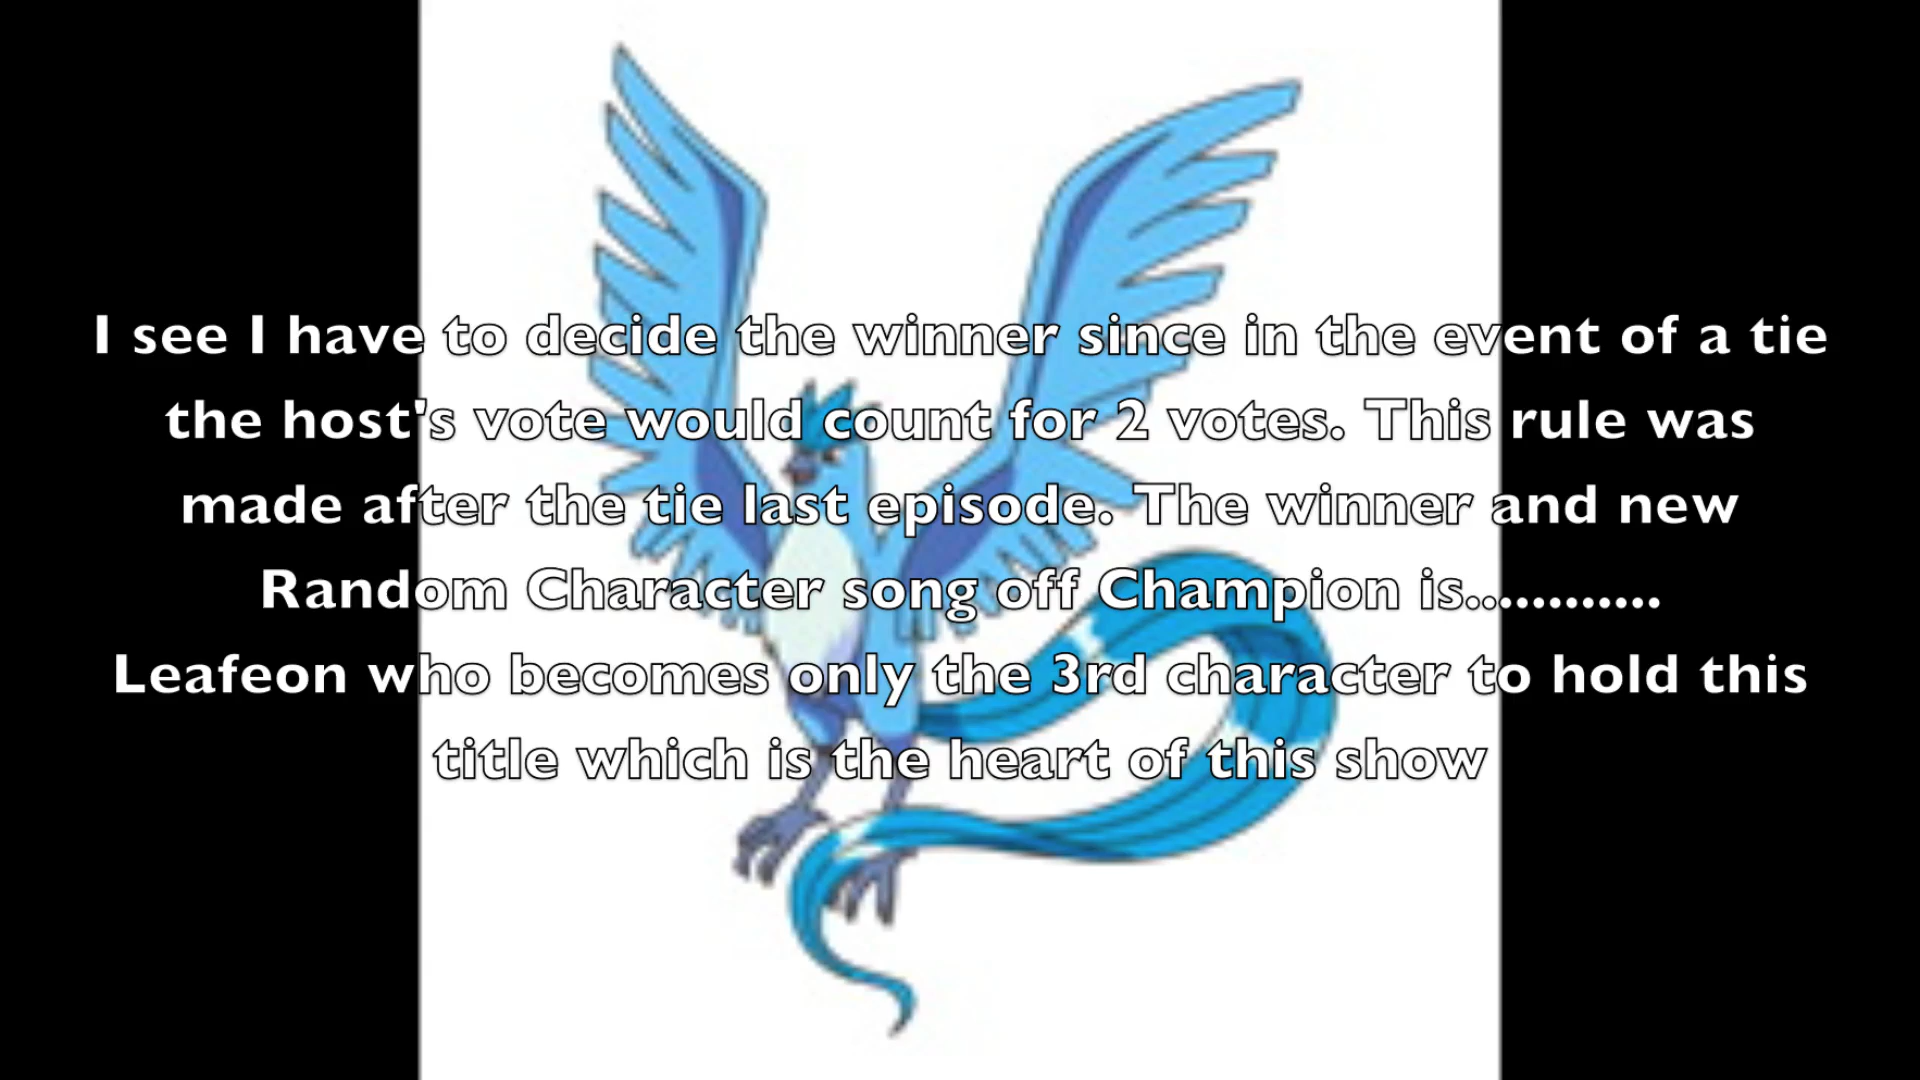 I see I have to decide the winner since in the event of a tie
the host's vote would count for 2 votes. This rule was
made after the tie last episode. The winner and new
Random Character song off Champion is............
Leafeon who becomes only the 3rd character to hold this
title which is the heart of this show